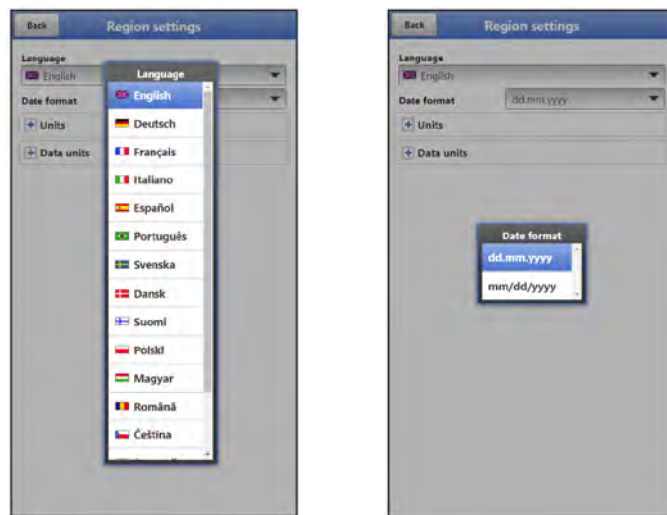 Back Region settings
Language
English
Date format
Units
Data units
Language
English
Deutsch
Français
Italiano
Español
Português
Svenska
Dansk
Suomi
Polski
Magyar
Română
Čeština
Back Region settings
Language
English
Date format dd.mm.yyyy
Units
Data units
Date format
dd.mm.yyyy
mm/dd/yyyy